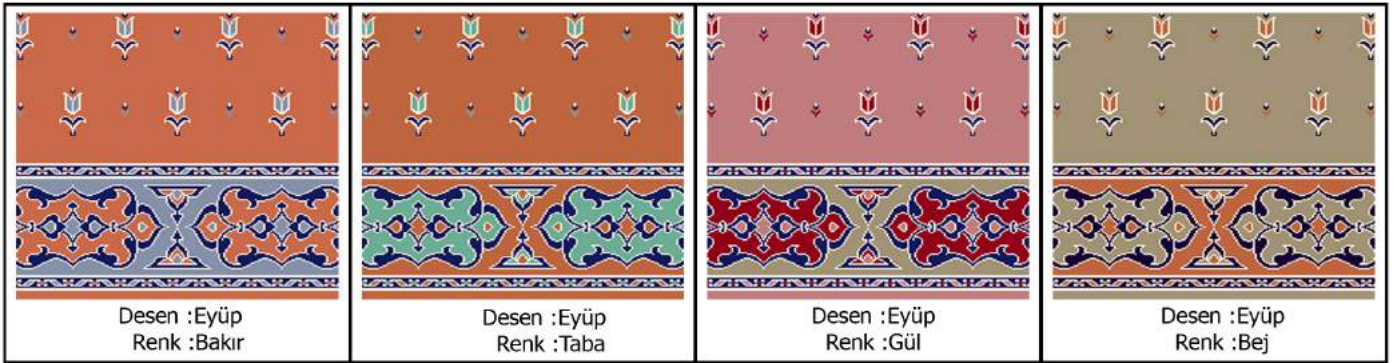 Desen :Eyüp
Renk :Bakır
Desen :Eyüp
Renk :Taba
Desen :Eyüp
Renk :Gül
Desen :Eyüp
Renk :Bej